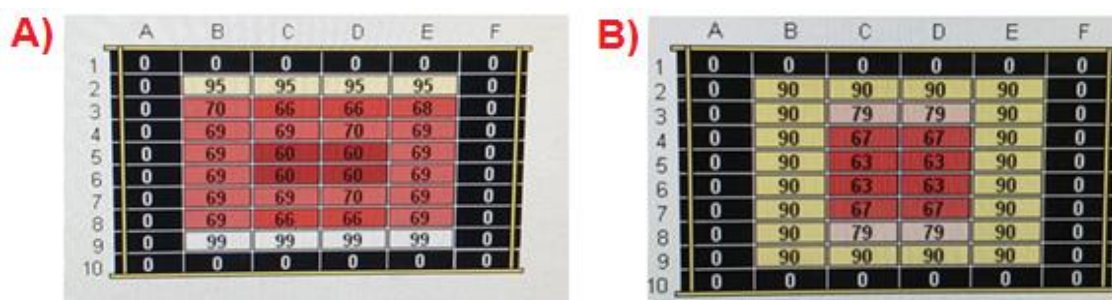 A)
A B C D E F
1 0 0 0 0 0 0
2 0 95 95 95 95 0
3 0 70 66 66 68 0
4 0 69 69 70 69 0
5 0 69 60 60 69 0
6 0 69 60 60 69 0
7 0 69 69 70 69 0
8 0 69 66 66 69 0
9 0 99 99 99 99 0
10 0 0 0 0 0 0
B)
A B C D E F
1 0 0 0 0 0 0
2 0 90 90 90 90 0
3 0 90 79 79 90 0
4 0 90 67 67 90 0
5 0 90 63 63 90 0
6 0 90 63 63 90 0
7 0 90 67 67 90 0
8 0 90 79 79 90 0
9 0 90 90 90 90 0
10 0 0 0 0 0 0